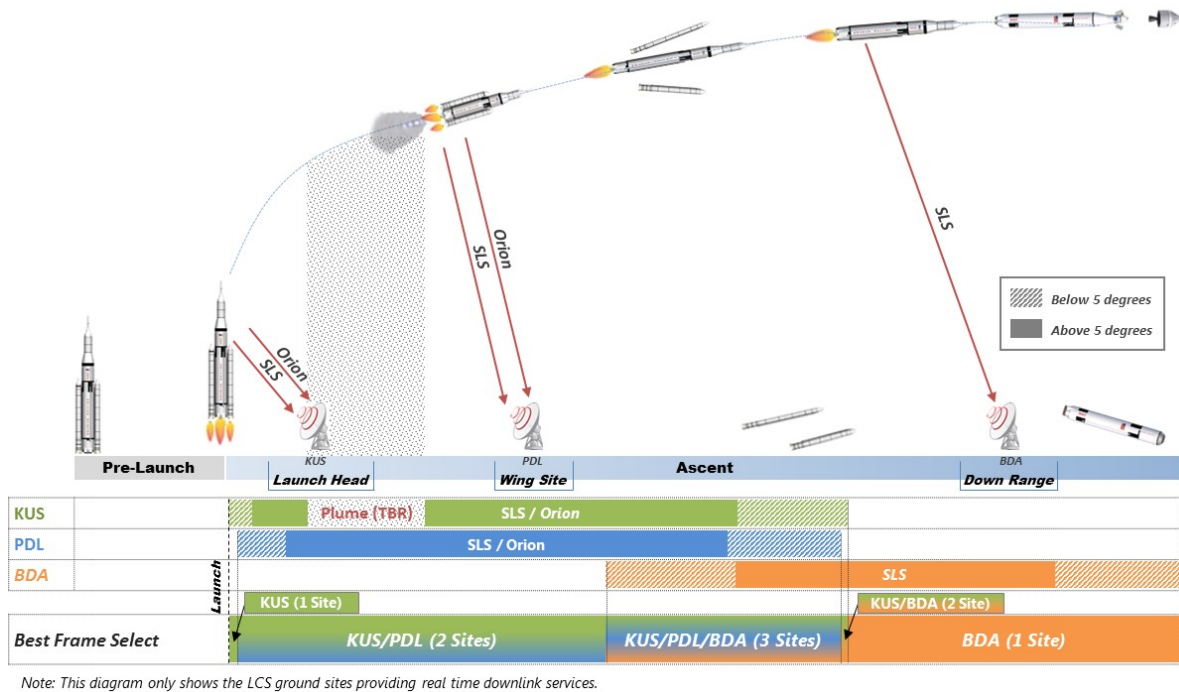 SLS
Orion
SLS
Orion
SLS
Below 5 degrees
Above 5 degrees
Pre-Launch
KUS
Launch Head
PDL
Wing Site
Ascent
BDA
Down Range
KUS
Plume (TBR)
SLS / Orion
PDL
SLS / Orion
BDA
SLS
Launch
KUS (1 Site)
KUS/BDA (2 Site)
Best Frame Select
KUS/PDL (2 Sites)
KUS/PDL/BDA (3 Sites)
BDA (1 Site)
Note: This diagram only shows the LCS ground sites providing real time downlink services.